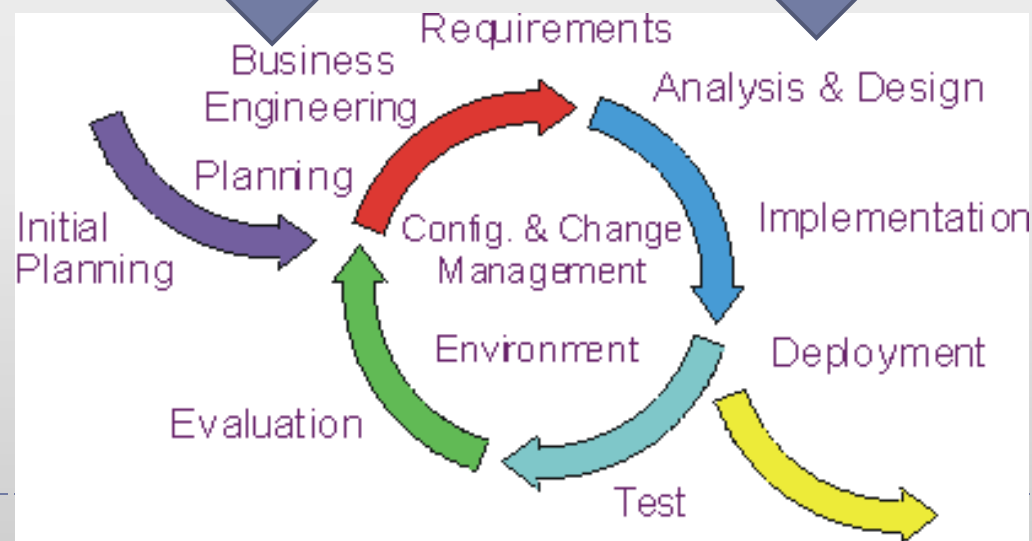 Requirements
Business
Engineering
Analysis & Design
Planning
Initial
Planning
Config. & Change
Management
Implementation
Environment
Deployment
Evaluation
Test